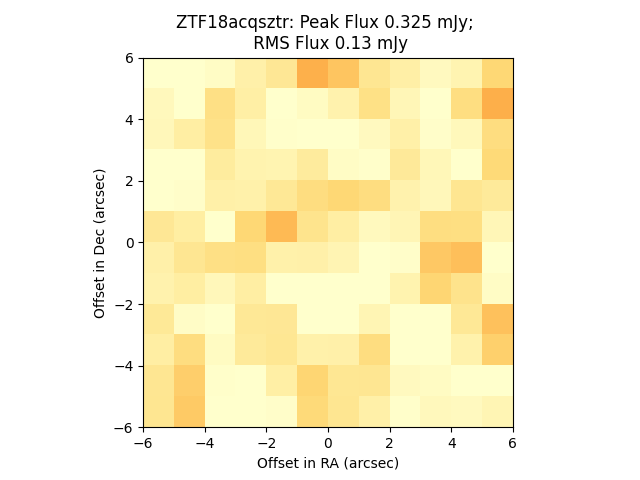 ZTF18acqsztr: Peak Flux 0.325 mJy;
RMS Flux 0.13 mJy
6
4
2
0
−2
−4
−6
Offset in Dec (arcsec)
−6 −4 −2 0 2 4 6
Offset in RA (arcsec)